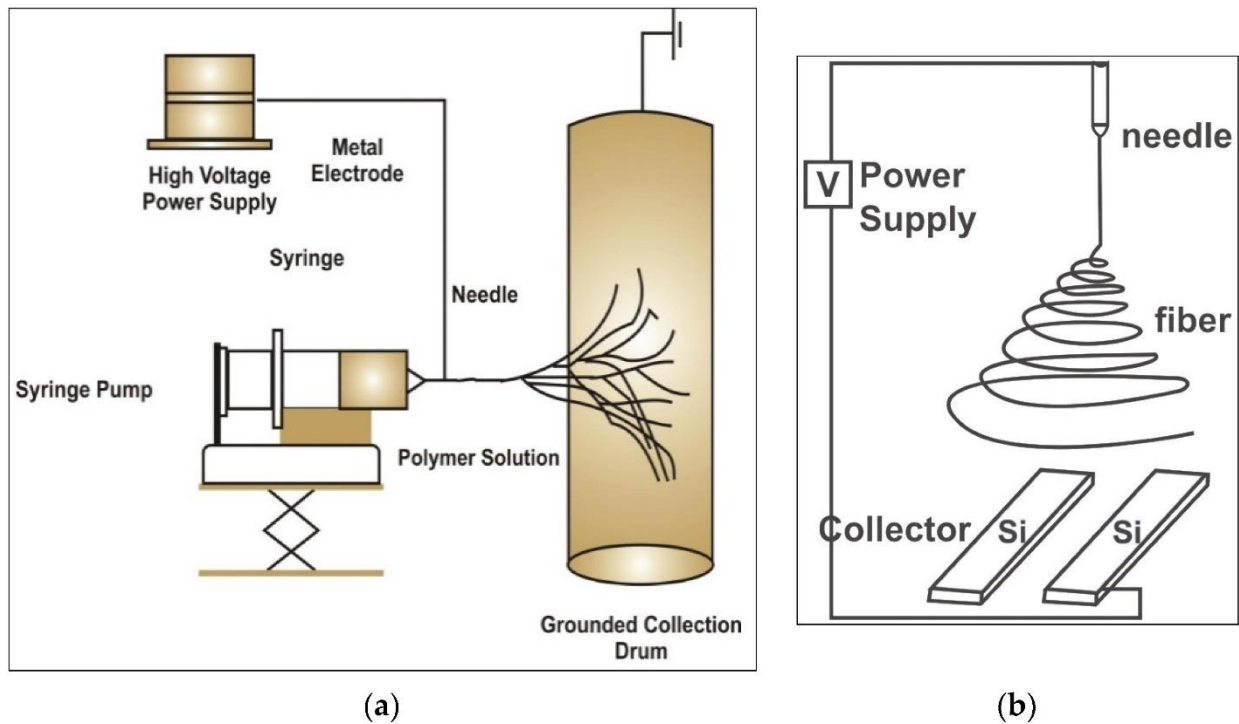 High Voltage
Power Supply
Metal
Electrode
Syringe
Needle
Syringe Pump
Polymer Solution
Grounded Collection
Drum
(a)
needle
V
Power
Supply
fiber
Collector
Si
Si
(b)